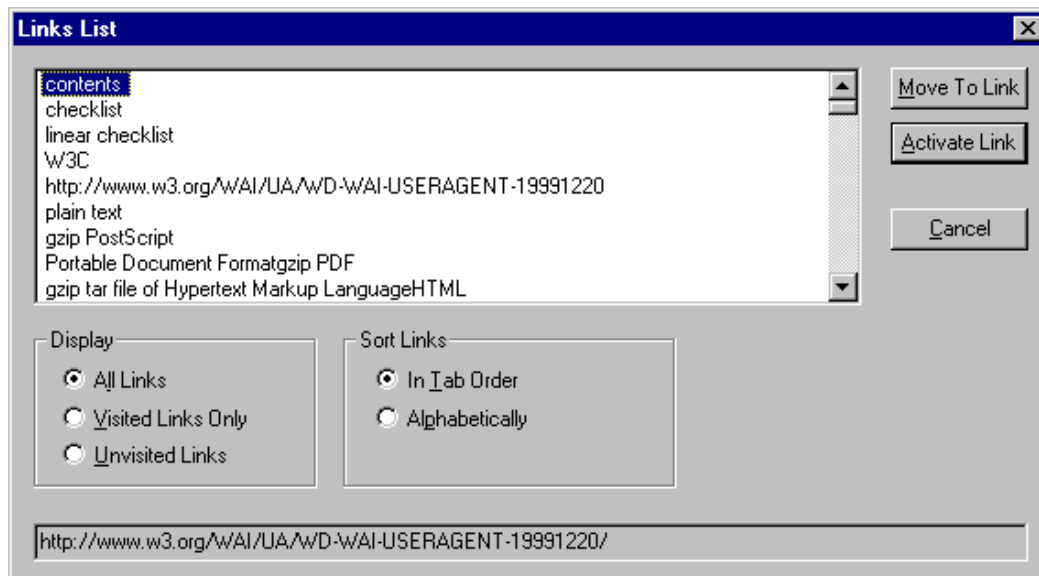 Links List
contents
checklist
linear checklist
W3C
http://www.w3.org/WAI/UA/WD-WAI-USERAGENT-19991220
plain text
gzip PostScript
Portable Document Formatgzip PDF
gzip tar file of Hypertext Markup LanguageHTML
Move To Link
Activate Link
Cancel
Display
All Links
Visited Links Only
Unvisited Links
Sort Links
In Tab Order
Alphabetically
http://www.w3.org/WAI/UA/WD-WAI-USERAGENT-19991220/